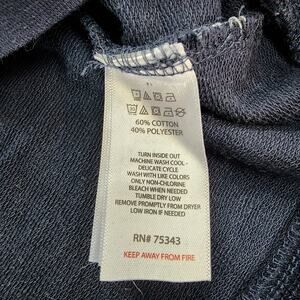 60% COTTON
40% POLYESTER
TURN INSIDE OUT
MACHINE WASH COOL -
DELICATE CYCLE
WASH WITH LIKE COLORS
ONLY NON-CHLORINE
BLEACH WHEN NEEDED
TUMBLE DRY LOW
REMOVE PROMPTLY FROM DRYER
LOW IRON IF NEEDED
RN# 75343
KEEP AWAY FROM FIRE